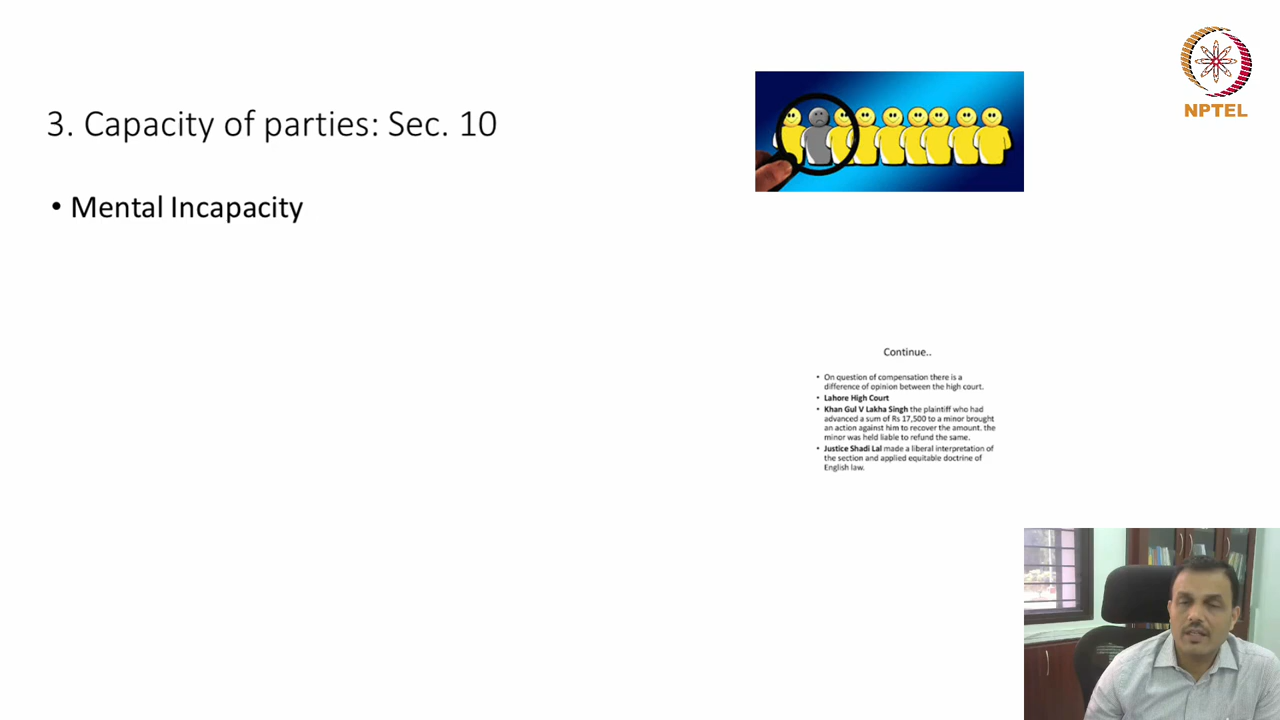 3. Capacity of parties: Sec. 10
• Mental Incapacity
NPTEL
Continue..
• On question of compensation there is a
difference of opinion between the high court.
• Lahore High Court
• Khan Gul V Lakha Singh the plaintiff who had
advanced a sum of Rs 17,500 to a minor brought
an action against him to recover the amount. the
minor was held liable to refund the same.
• Justice Shadi Lal made a liberal interpretation of
the section and applied equitable doctrine of
English law.